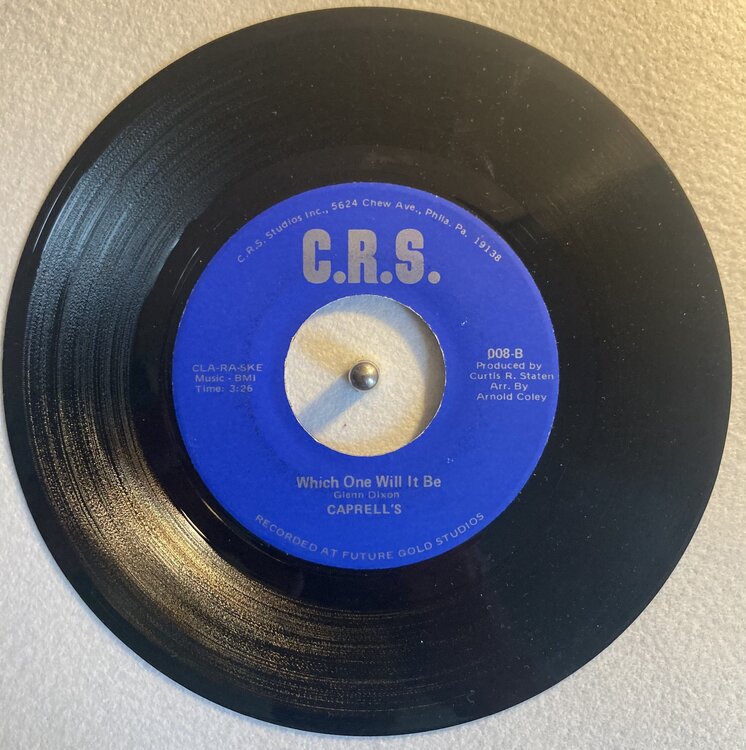 C.R.S. Studios Inc., 5624 Chew Ave., Phila. Pa. 19138
C.R.S.
CLA-RA-SKE
Music - BMI
Time: 3:26
008-B
Produced by
Curtis R. Staten
Arr. By
Arnold Coley
Which One Will It Be
Glenn Dixon
CAPRELL'S
RECORDED AT FUTURE GOLD STUDIOS